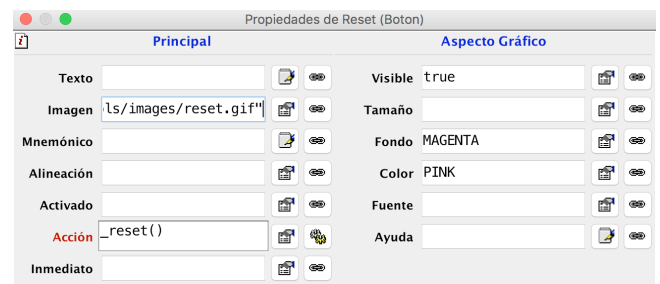 Propiedades de Reset (Boton)
Principal
Aspecto Gráfico
Texto
Visible true
Imagen ls/images/reset.gif"
Tamaño
Mnemónico
Fondo MAGENTA
Alineación
Color PINK
Activado
Fuente
Acción _reset()
Ayuda
Inmediato